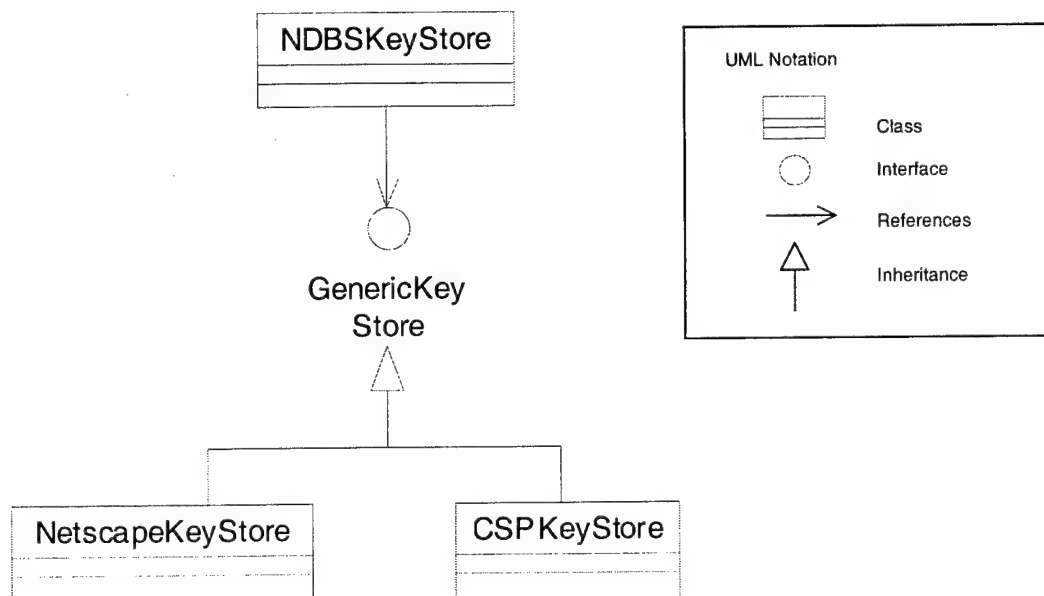 NDBSKeyStore
GenericKey
Store
NetscapeKeyStore
CSPKeyStore
UML Notation
Class
Interface
References
Inheritance